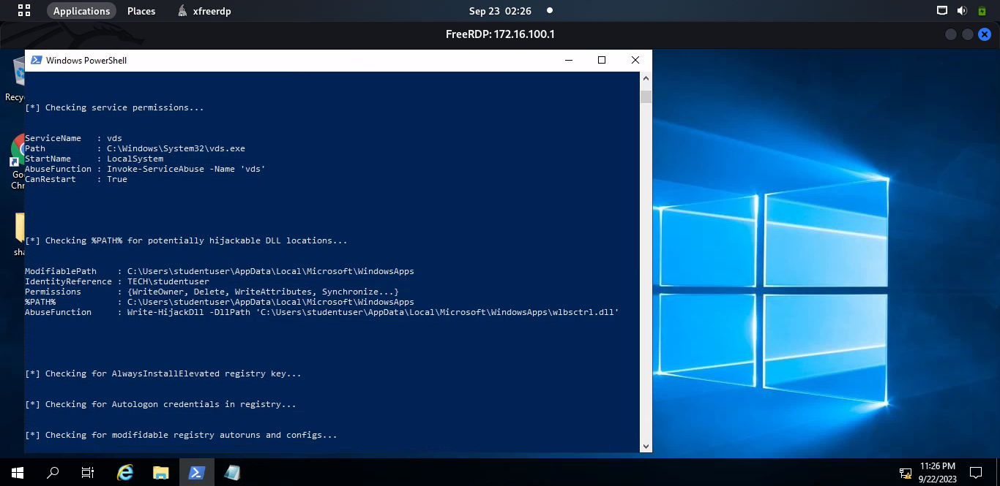 Applications Places xfreerdp Sep 23 02:26
FreeRDP: 172.16.100.1
Windows PowerShell
Recy
Go
Chr
sha
[*] Checking service permissions...
ServiceName : vds
Path : C:\Windows\System32\vds.exe
StartName : LocalSystem
AbuseFunction : Invoke-ServiceAbuse -Name 'vds'
CanRestart : True
[*] Checking %PATH% for potentially hijackable DLL locations...
ModifiablePath : C:\Users\studentuser\AppData\Local\Microsoft\WindowsApps
IdentityReference : TECH\studentuser
Permissions : {WriteOwner, Delete, WriteAttributes, Synchronize...}
%PATH% : C:\Users\studentuser\AppData\Local\Microsoft\WindowsApps
AbuseFunction : Write-HijackDll -DllPath 'C:\Users\studentuser\AppData\Local\Microsoft\WindowsApps\wlbsctrl.dll'
[*] Checking for AlwaysInstallElevated registry key...
[*] Checking for Autologon credentials in registry...
[*] Checking for modifidable registry autoruns and configs...
11:26 PM
9/22/2023